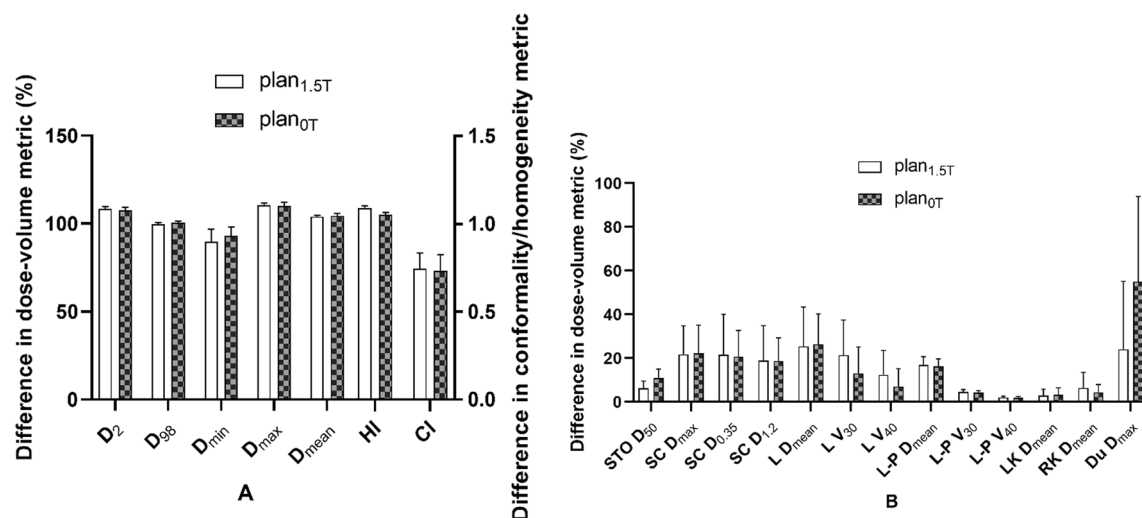 Difference in dose-volume metric (%)
plan1.5T
plan0T
150
100
50
0
1.5
1.0
0.5
0.0
Difference in conformality/homogeneity metric
D2
D98
Dmin
Dmax
Dmean
HI
CI
A
Difference in dose-volume metric (%)
plan1.5T
plan0T
100
80
60
40
20
0
STO D50
SC Dmax
SC D0.35
SC D1.2
L Dmean
L V30
L V40
L-P Dmean
L-P V30
L-P V40
LK Dmean
RK Dmean
Du Dmax
B